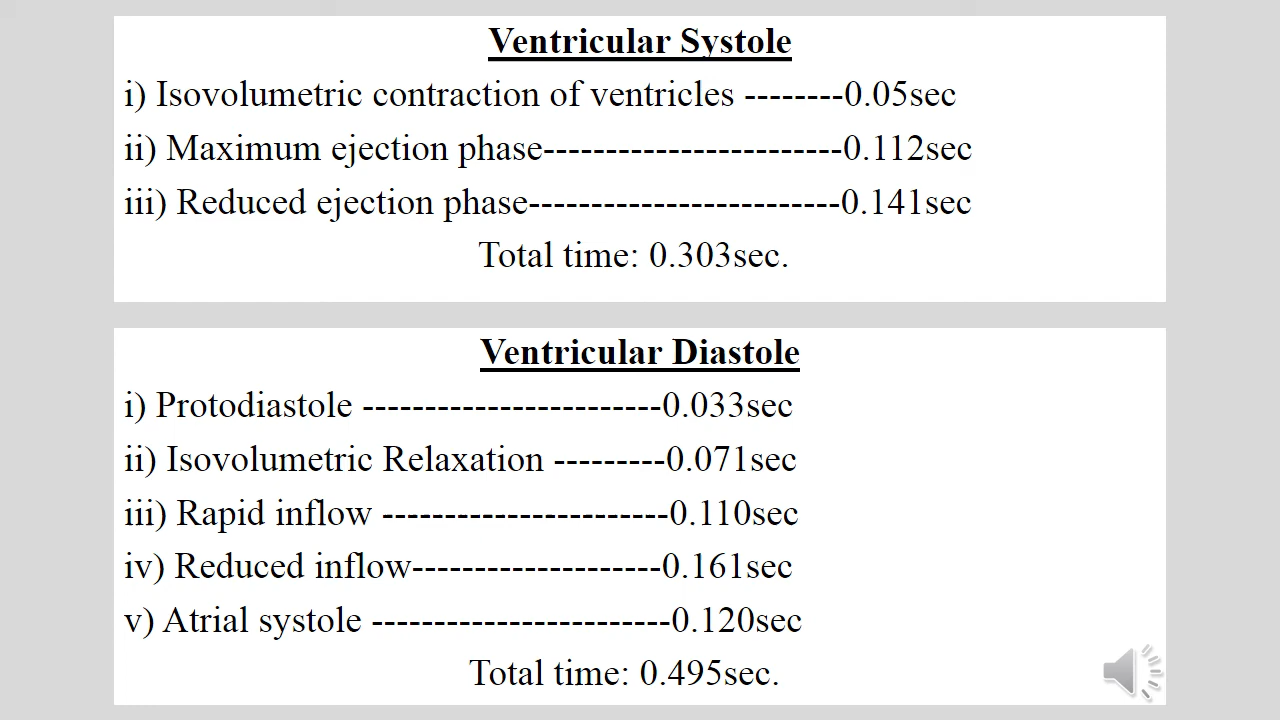 Ventricular Systole
i) Isovolumetric contraction of ventricles --------0.05sec
ii) Maximum ejection phase------------------------0.112sec
iii) Reduced ejection phase-------------------------0.141sec
Total time: 0.303sec.
Ventricular Diastole
i) Protodiastole ------------------------0.033sec
ii) Isovolumetric Relaxation ---------0.071sec
iii) Rapid inflow -----------------------0.110sec
iv) Reduced inflow--------------------0.161sec
v) Atrial systole ------------------------0.120sec
Total time: 0.495sec.